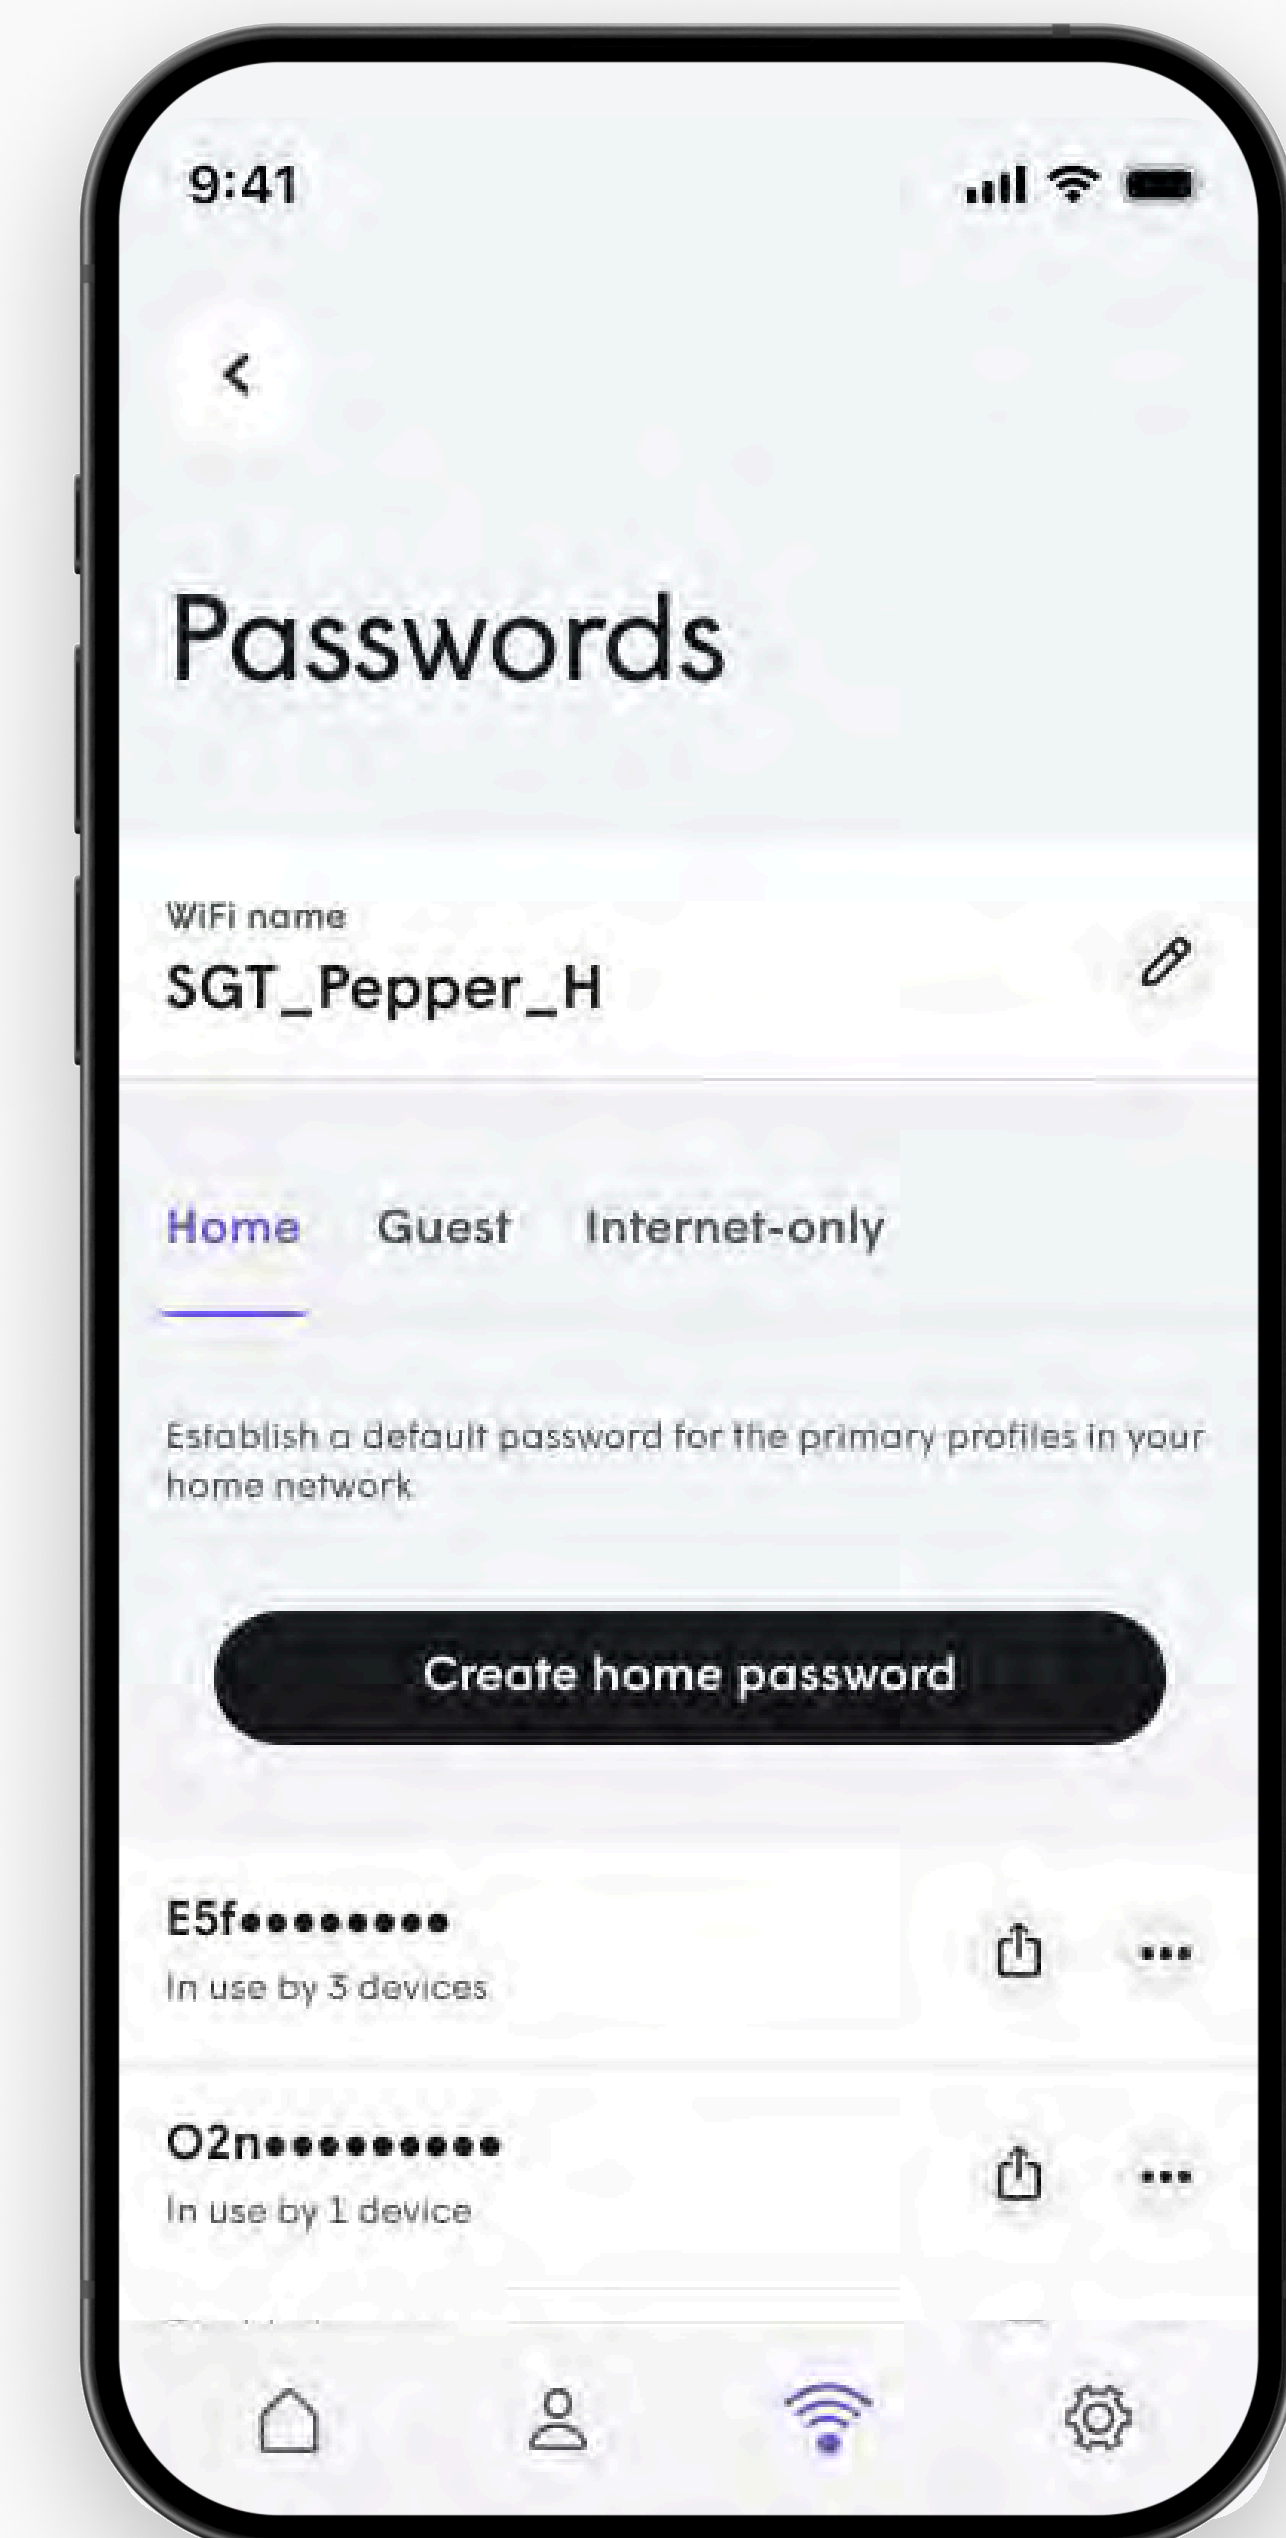 9:41
Passwords
WiFi name
SGT_Pepper_H
Home Guest Internet-only
Establish a default password for the primary profiles in your
home network
Create home password
E5f••••••••
In use by 3 devices
O2n•••••••••
In use by 1 device